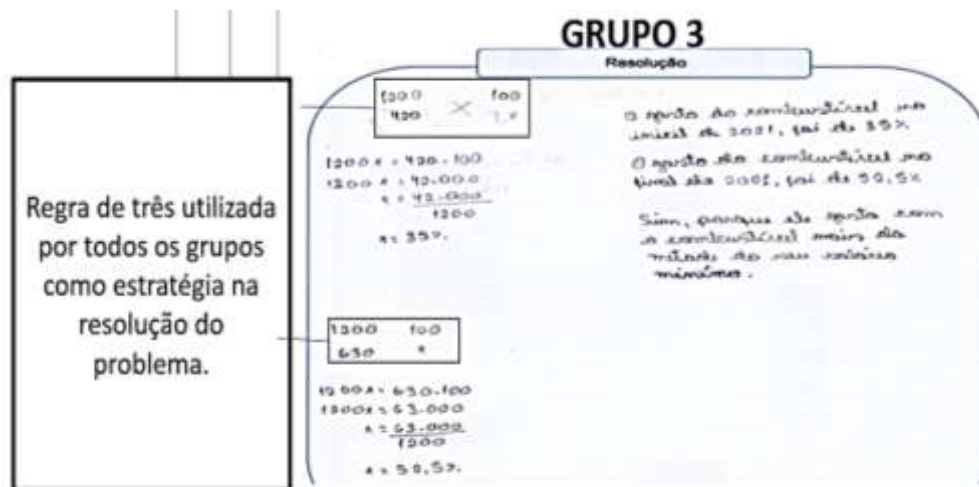 GRUPO 3
Resolução
Regra de três utilizada
por todos os grupos
como estratégia na
resolução do
problema.
1200 100
420 x
1200x = 420.100
1200x = 42.000
x = 42.000
1200
x = 35%
1200 100
630 x
1200x = 630.100
1200x = 63.000
x = 63.000
1200
x = 52,5%
O gasto do combustível no
inicil de 2021, foi de 35%
O gasto do combustível no
final de 2021, foi de 52,5%
Sim, porque ele gasta com
o combustível mais da
metade do seu salário
mínimo.